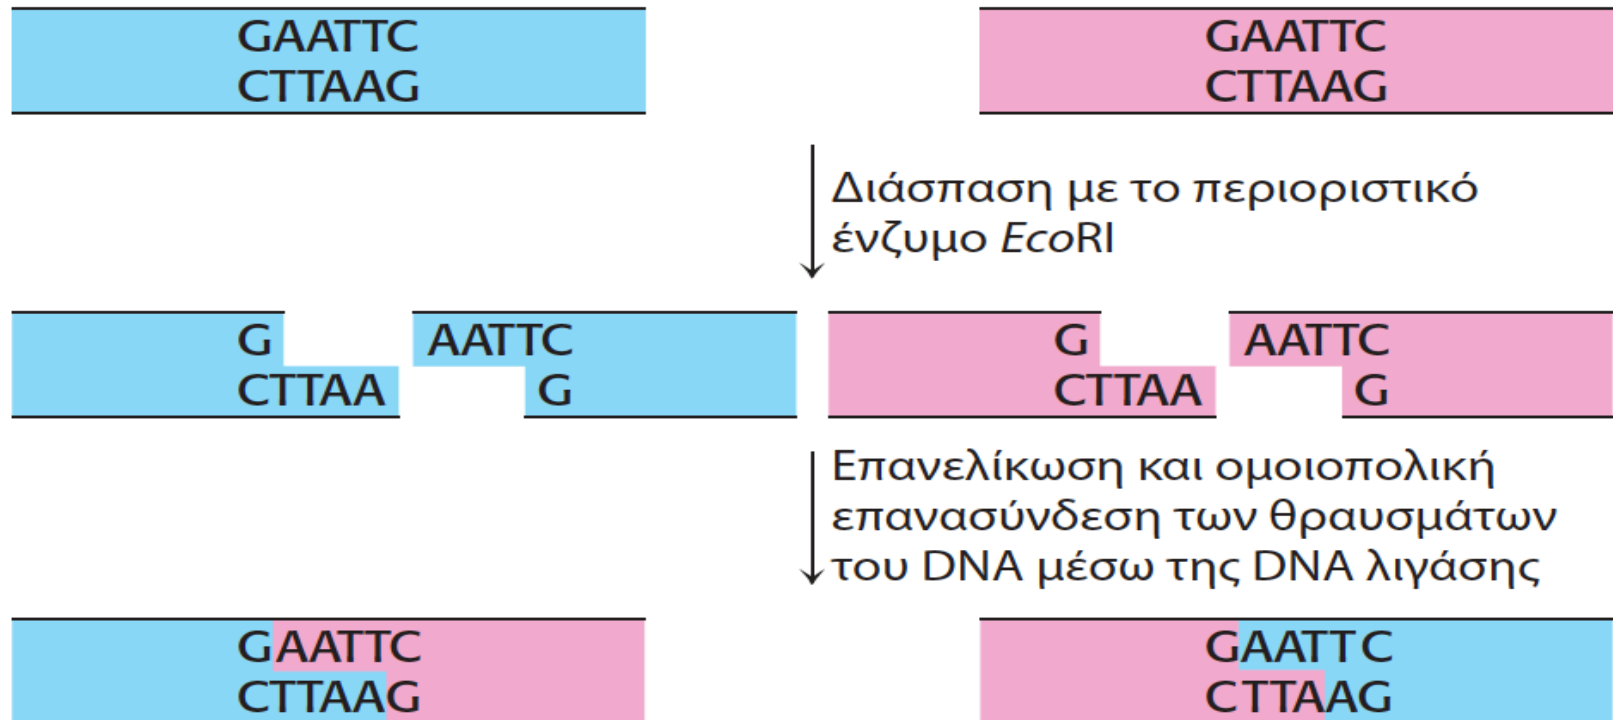 GAATTC GAATTC
CTTAAG CTTAAG
Διάσπαση με το περιοριστικό
ένζυμο EcoRI
G AATTC G AATTC
CTTAA G CTTAA G
Επανελίκωση και ομοιοπολική
επανασύνδεση των θραυσμάτων
του DNA μέσω της DNA λιγάσης
GAATTC GAATTC
CTTAAG CTTAAG